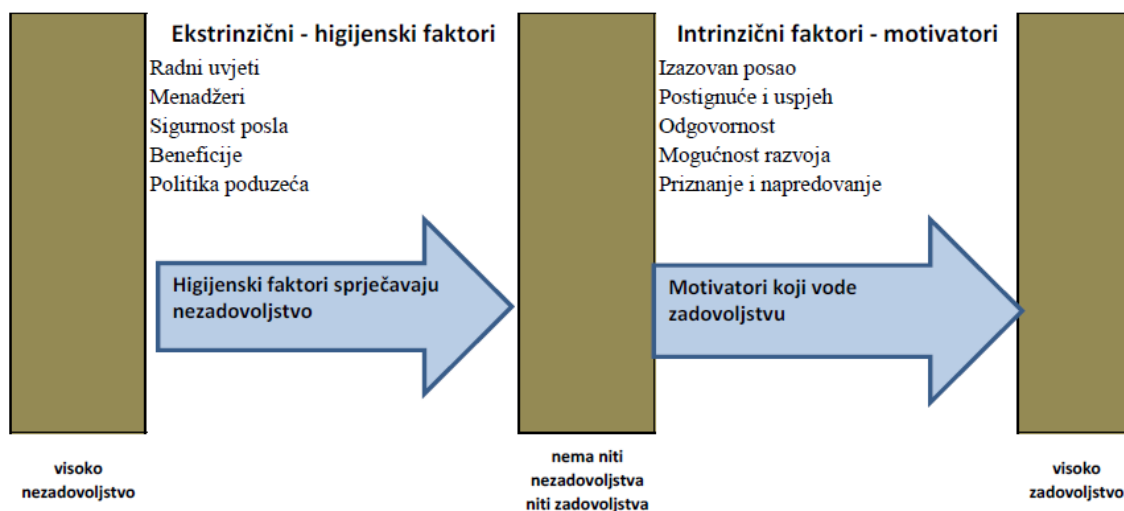 Ekstrinzični - higijenski faktori
Radni uvjeti
Menadžeri
Sigurnost posla
Beneficije
Politika poduzeća
Higijenski faktori sprječavaju
nezadovoljstvo
Intrinzični faktori - motivatori
Izazovan posao
Postignuće i uspjeh
Odgovornost
Mogućnost razvoja
Priznanje i napredovanje
Motivatori koji vode
zadovoljstvu
visoko
nezadovoljstvo
nema niti
nezadovoljstva
niti zadovoljstva
visoko
zadovoljstvo